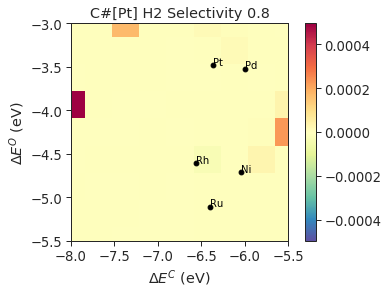 C#[Pt] H2 Selectivity 0.8
−3.0
−3.5
−4.0
−4.5
−5.0
−5.5
ΔE^O (eV)
Pt
Pd
Rh
Ni
Ru
−8.0 −7.5 −7.0 −6.5 −6.0 −5.5
ΔE^C (eV)
0.0004
0.0002
0.0000
−0.0002
−0.0004